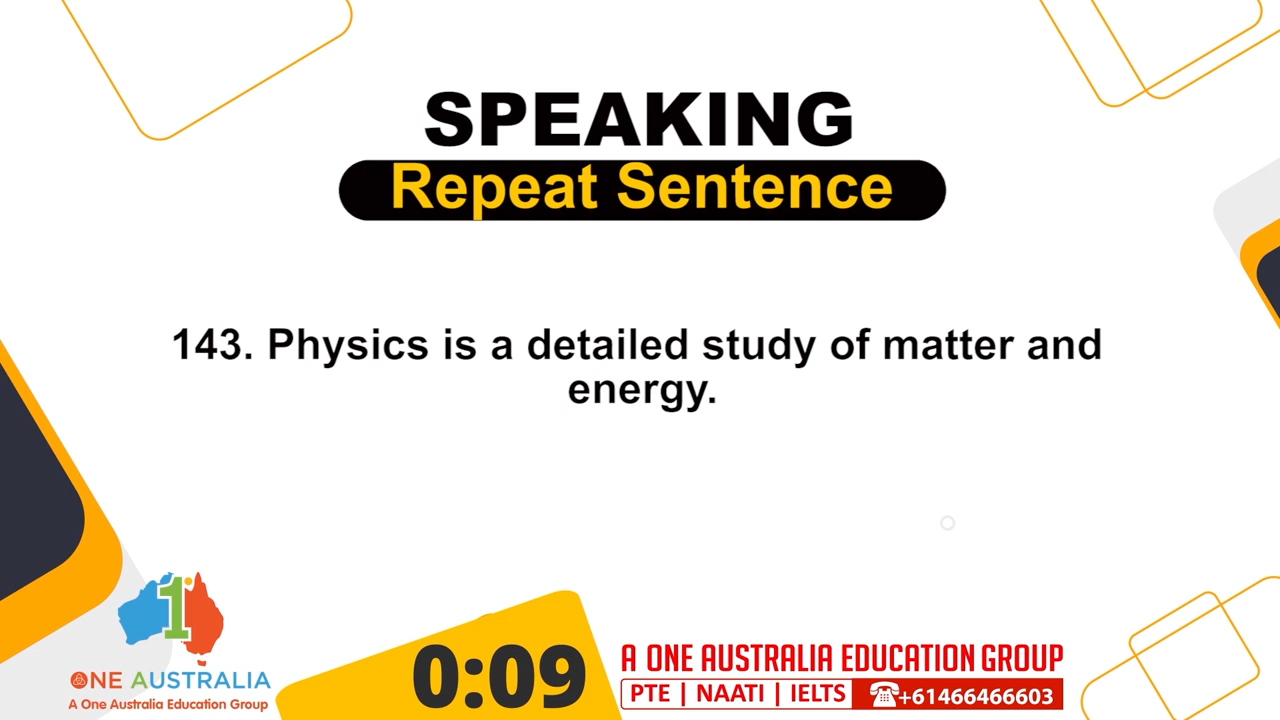 SPEAKING
Repeat Sentence
143. Physics is a detailed study of matter and
energy.
1
ONE AUSTRALIA
A One Australia Education Group
0:09
A ONE AUSTRALIA EDUCATION GROUP
PTE | NAATI | IELTS ☎+61466466603